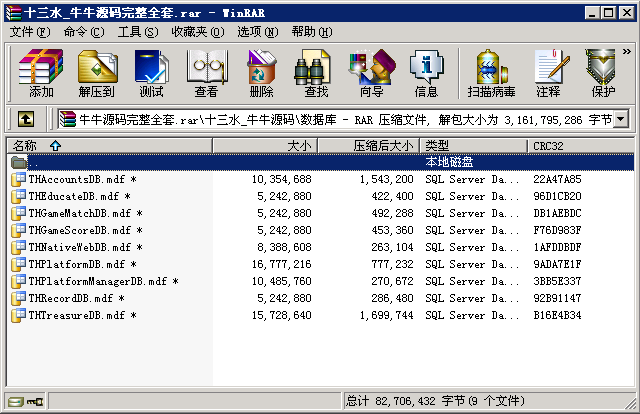 十三水_牛牛源码完整全套.rar - WinRAR
文件(F) 命令(C) 工具(S) 收藏夹(O) 选项(N) 帮助(H)
添加 解压到 测试 查看 删除 查找 向导 信息 扫描病毒 注释 保护
牛牛源码完整全套.rar\十三水_牛牛源码\数据库 - RAR 压缩文件, 解包大小为 3,161,795,286 字节
名称 大小 压缩后大小 类型 CRC32
.. 本地磁盘
THAccountsDB.mdf * 10,354,688 1,543,200 SQL Server Da... 22A47A85
THEducateDB.mdf * 5,242,880 422,400 SQL Server Da... 96D1CB20
THGameMatchDB.mdf * 5,242,880 492,288 SQL Server Da... DB1AEBDC
THGameScoreDB.mdf * 5,242,880 453,360 SQL Server Da... F76D983F
THNativeWebDB.mdf * 8,388,608 263,104 SQL Server Da... 1AFDDBDF
THPlatformDB.mdf * 16,777,216 777,232 SQL Server Da... 9ADA7E1F
THPlatformManagerDB.mdf * 10,485,760 270,672 SQL Server Da... 3BB5E337
THRecordDB.mdf * 5,242,880 286,480 SQL Server Da... 92B91147
THTreasureDB.mdf * 15,728,640 1,699,744 SQL Server Da... B16E4B34
总计 82,706,432 字节(9 个文件)